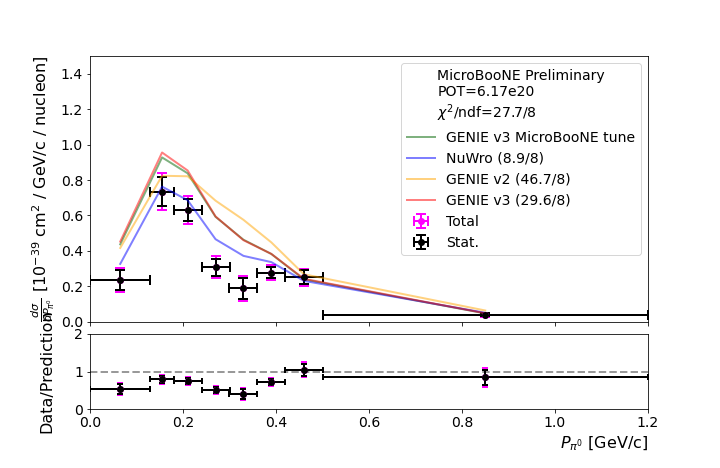 MicroBooNE Preliminary
POT=6.17e20
χ²/ndf=27.7/8
GENIE v3 MicroBooNE tune
NuWro (8.9/8)
GENIE v2 (46.7/8)
GENIE v3 (29.6/8)
Total
Stat.
dσ/dP_π⁰ [10⁻³⁹ cm² / GeV/c / nucleon]
1.4
1.2
1.0
0.8
0.6
0.4
0.2
0.0
Data/Prediction
2
1
0
0.0 0.2 0.4 0.6 0.8 1.0 1.2
P_π⁰ [GeV/c]